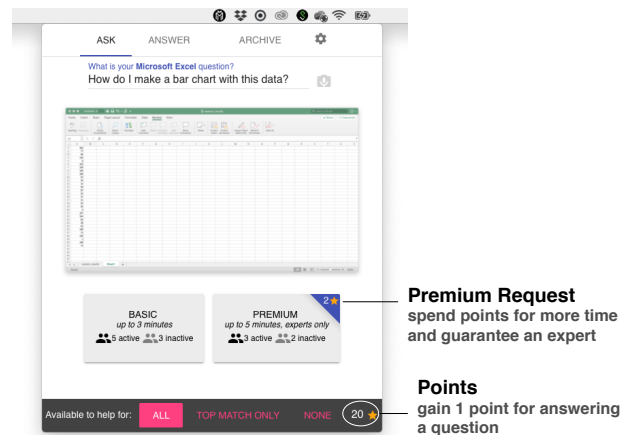 ASK ANSWER ARCHIVE
What is your Microsoft Excel question?
How do I make a bar chart with this data?
BASIC
up to 3 minutes
5 active 3 inactive
2
PREMIUM
up to 5 minutes, experts only
3 active 2 inactive
Premium Request
spend points for more time
and guarantee an expert
Available to help for: ALL TOP MATCH ONLY NONE 20
Points
gain 1 point for answering
a question